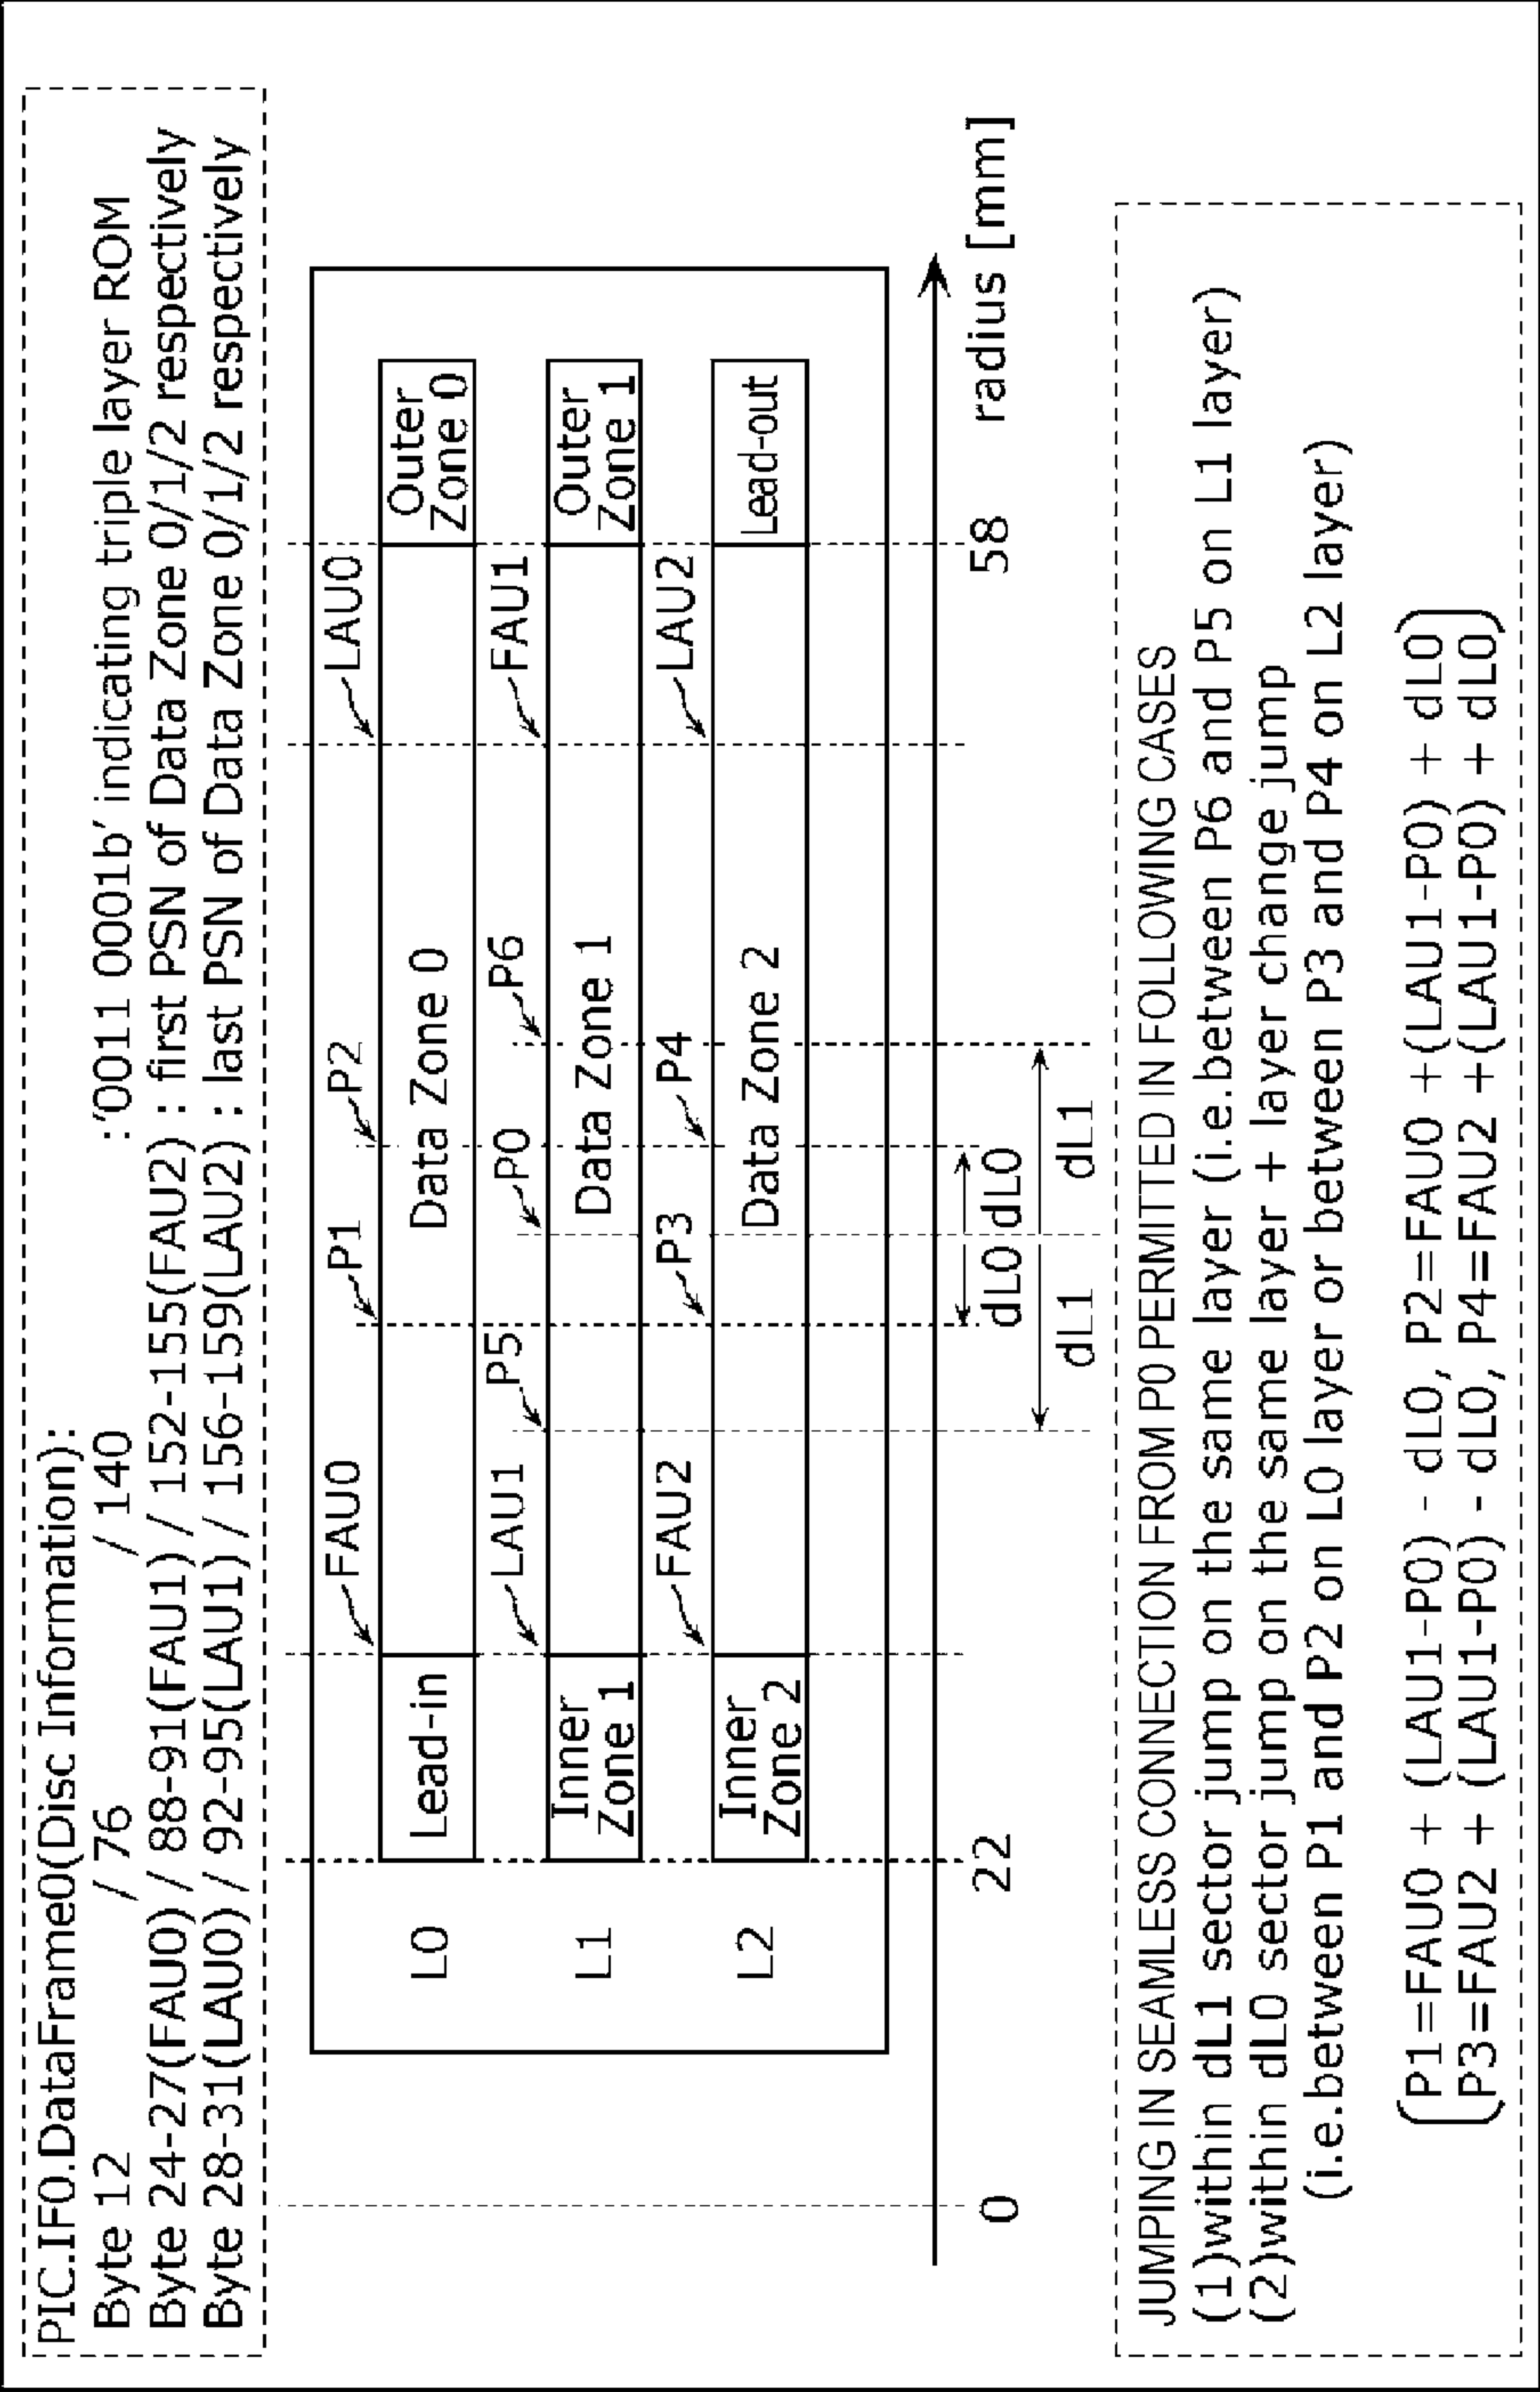 PIC.IF0.DataFrame0(Disc Information):
Byte 12 / 76 / 140 :'0011 0001b' indicating triple layer ROM
Byte 24-27(FAU0) / 88-91(FAU1) / 152-155(FAU2) : first PSN of Data Zone 0/1/2 respectively
Byte 28-31(LAU0) / 92-95(LAU1) / 156-159(LAU2) : last PSN of Data Zone 0/1/2 respectively
FAU0 P1 P2 LAU0
L0 Lead-in Data Zone 0 Outer Zone 0
LAU1 P5 P0 P6 FAU1
L1 Inner Zone 1 Data Zone 1 Outer Zone 1
FAU2 P3 P4 LAU2
L2 Inner Zone 2 Data Zone 2 Lead-out
0 22 dL0 dL0 58 radius [mm]
dL1 dL1
JUMPING IN SEAMLESS CONNECTION FROM P0 PERMITTED IN FOLLOWING CASES
(1)within dL1 sector jump on the same layer (i.e.between P6 and P5 on L1 layer)
(2)within dL0 sector jump on the same layer + layer change jump
(i.e.between P1 and P2 on L0 layer or between P3 and P4 on L2 layer)
(P1=FAU0 + (LAU1-P0) - dL0, P2=FAU0 +(LAU1-P0) + dL0
P3=FAU2 + (LAU1-P0) - dL0, P4=FAU2 +(LAU1-P0) + dL0)